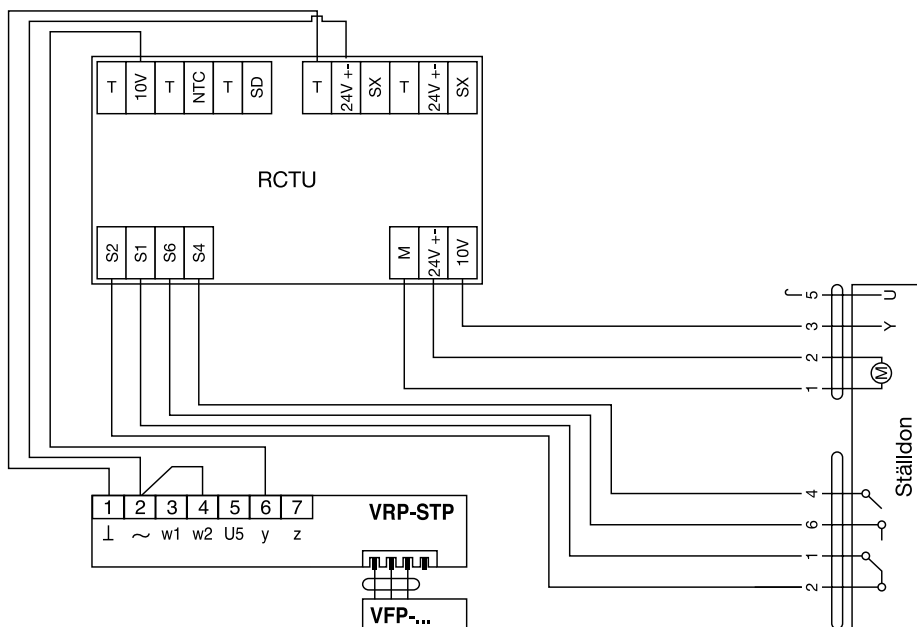 ⊥ 10V ⊥ NTC ⊥ SD ⊥ 24V +- SX ⊥ 24V +- SX
RCTU
S2 S1 S6 S4 M 24V +- 10V
5 U
3 Y
2
1 M
Ställdon
4
6
1
2
1 2 3 4 5 6 7 VRP-STP
⊥ ~ w1 w2 U5 y z
VFP-...